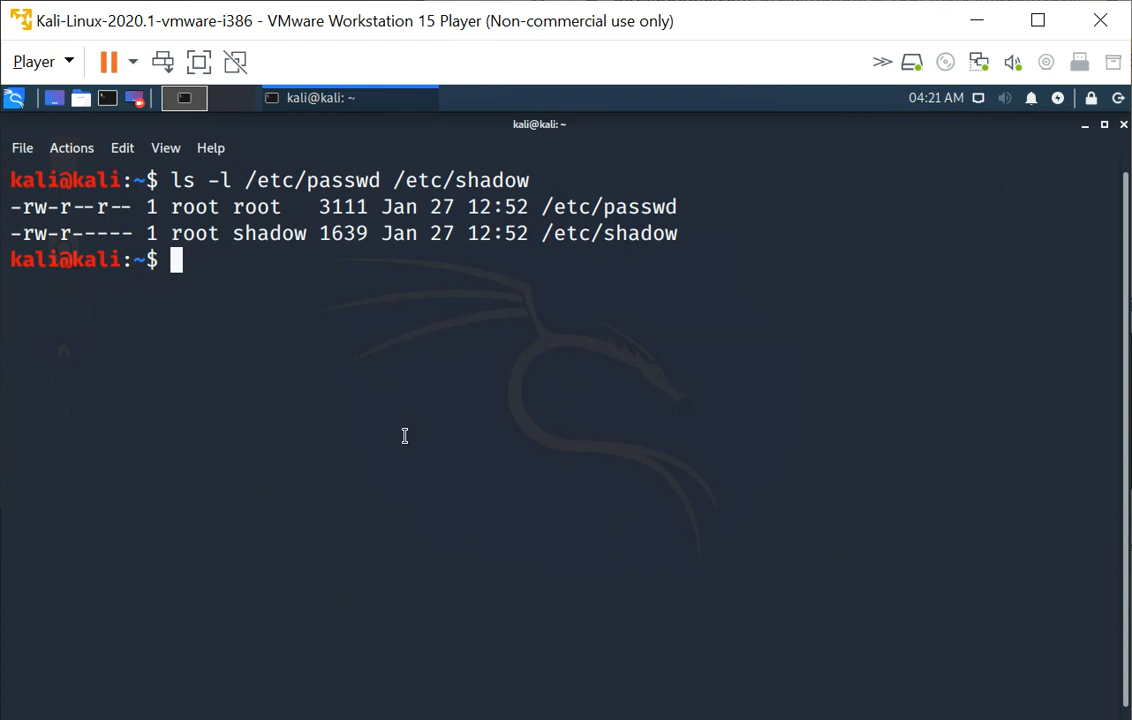 Kali-Linux-2020.1-vmware-i386 - VMware Workstation 15 Player (Non-commercial use only)
Player
kali@kali: ~
04:21 AM
kali@kali: ~
File Actions Edit View Help
kali@kali:~$ ls -l /etc/passwd /etc/shadow
-rw-r--r-- 1 root root   3111 Jan 27 12:52 /etc/passwd
-rw-r----- 1 root shadow 1639 Jan 27 12:52 /etc/shadow
kali@kali:~$